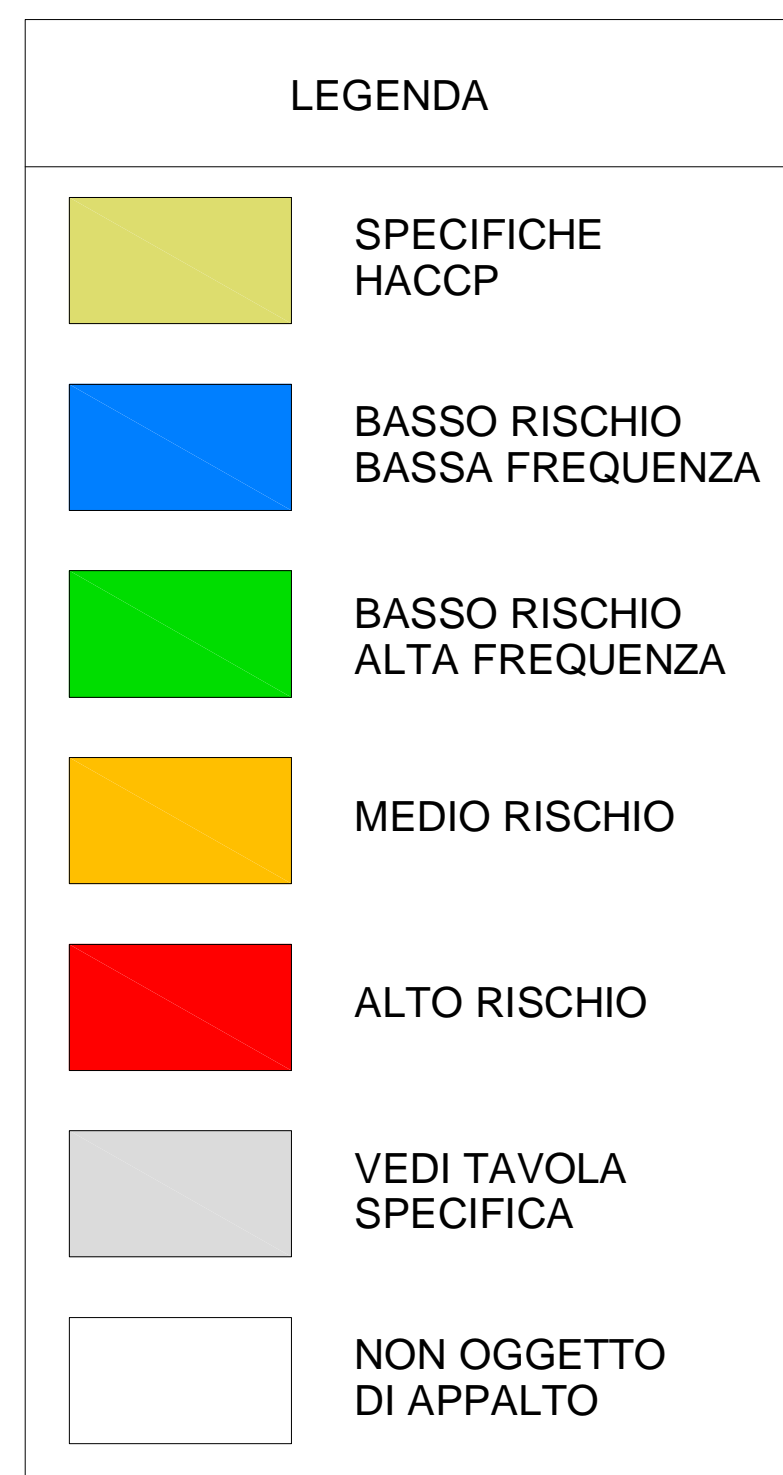 LEGENDA
SPECIFICHE
HACCP
BASSO RISCHIO
BASSA FREQUENZA
BASSO RISCHIO
ALTA FREQUENZA
MEDIO RISCHIO
ALTO RISCHIO
VEDI TAVOLA
SPECIFICA
NON OGGETTO
DI APPALTO